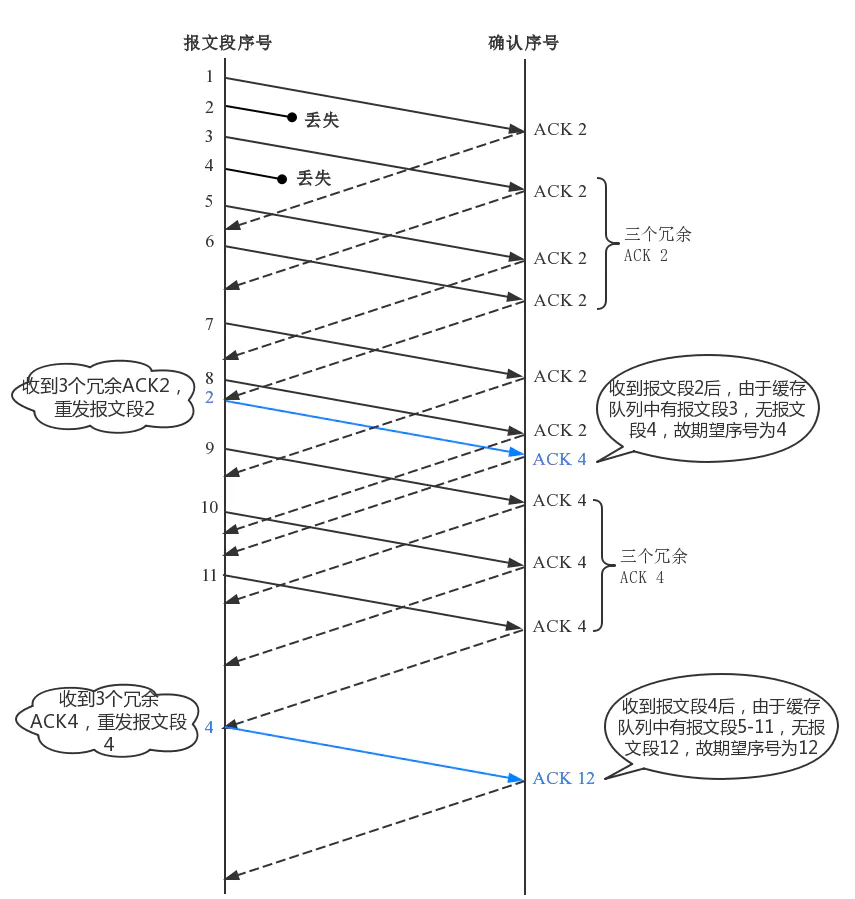 报文段序号
确认序号
1
2
丢失
3
ACK 2
4
丢失
5
ACK 2
6
三个冗余
ACK 2
ACK 2
ACK 2
7
收到3个冗余ACK2，
重发报文段2
8
2
ACK 2
收到报文段2后，由于缓存
队列中有报文段3，无报文
段4，故期望序号为4
ACK 2
9
ACK 4
10
ACK 4
11
ACK 4
三个冗余
ACK 4
ACK 4
收到3个冗余
ACK4，重发报文段
4
4
收到报文段4后，由于缓存
队列中有报文段5-11，无报
文段12，故期望序号为12
ACK 12